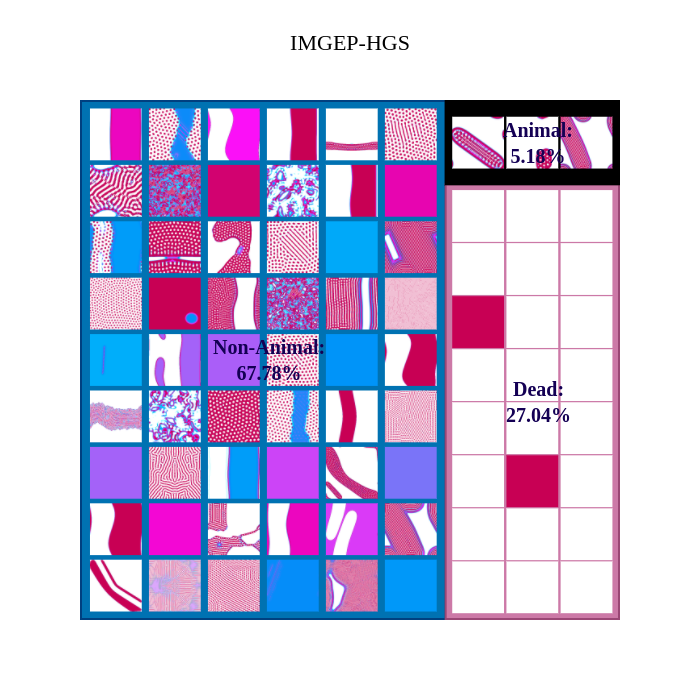 IMGEP-HGS
Animal:
5.18%
Non-Animal:
67.78%
Dead:
27.04%